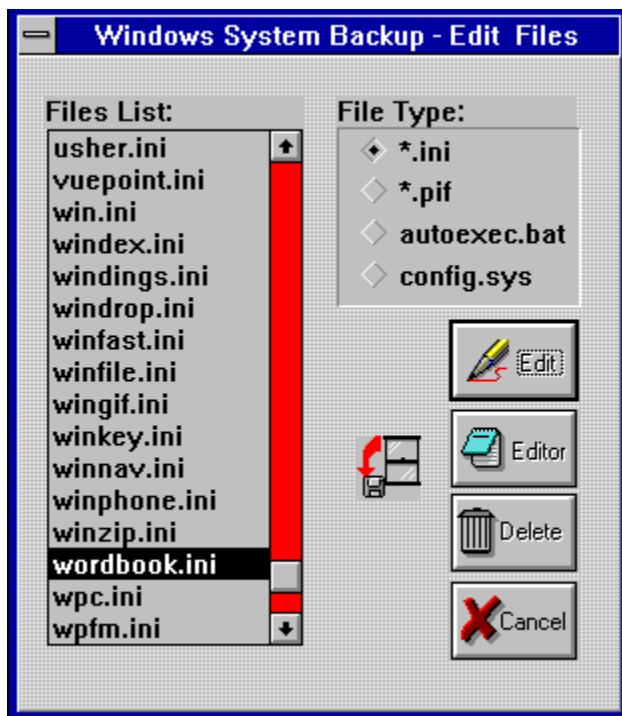 Windows System Backup - Edit Files
Files List:
usher.ini
vuepoint.ini
win.ini
windex.ini
windings.ini
windrop.ini
winfast.ini
winfile.ini
wingif.ini
winkey.ini
winnav.ini
winphone.ini
winzip.ini
wordbook.ini
wpc.ini
wpfm.ini
File Type:
*.ini
*.pif
autoexec.bat
config.sys
Edit
Editor
Delete
Cancel